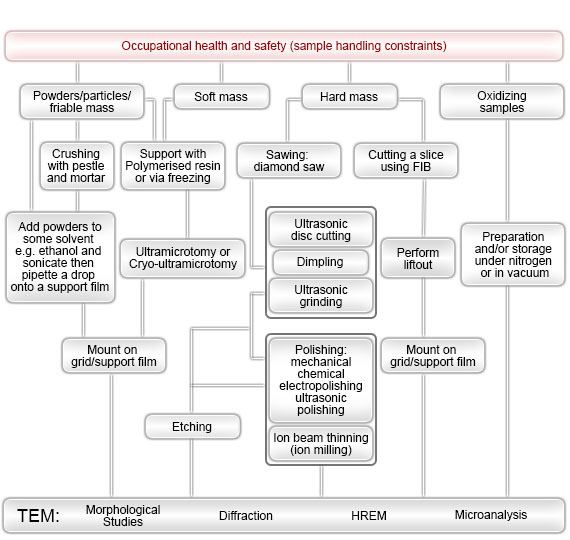 Occupational health and safety (sample handling constraints)
Powders/particles/
friable mass
Soft mass
Hard mass
Oxidizing
samples
Crushing
with pestle
and mortar
Support with
Polymerised resin
or via freezing
Sawing:
diamond saw
Cutting a slice
using FIB
Add powders to
some solvent
e.g. ethanol and
sonicate then
pipette a drop
onto a support film
Ultramicrotomy or
Cryo-ultramicrotomy
Ultrasonic
disc cutting
Dimpling
Ultrasonic
grinding
Perform
liftout
Preparation
and/or storage
under nitrogen
or in vacuum
Mount on
grid/support film
Polishing:
mechanical
chemical
electropolishing
ultrasonic
polishing
Mount on
grid/support film
Etching
Ion beam thinning
(ion milling)
TEM:
Morphological
Studies
Diffraction
HREM
Microanalysis